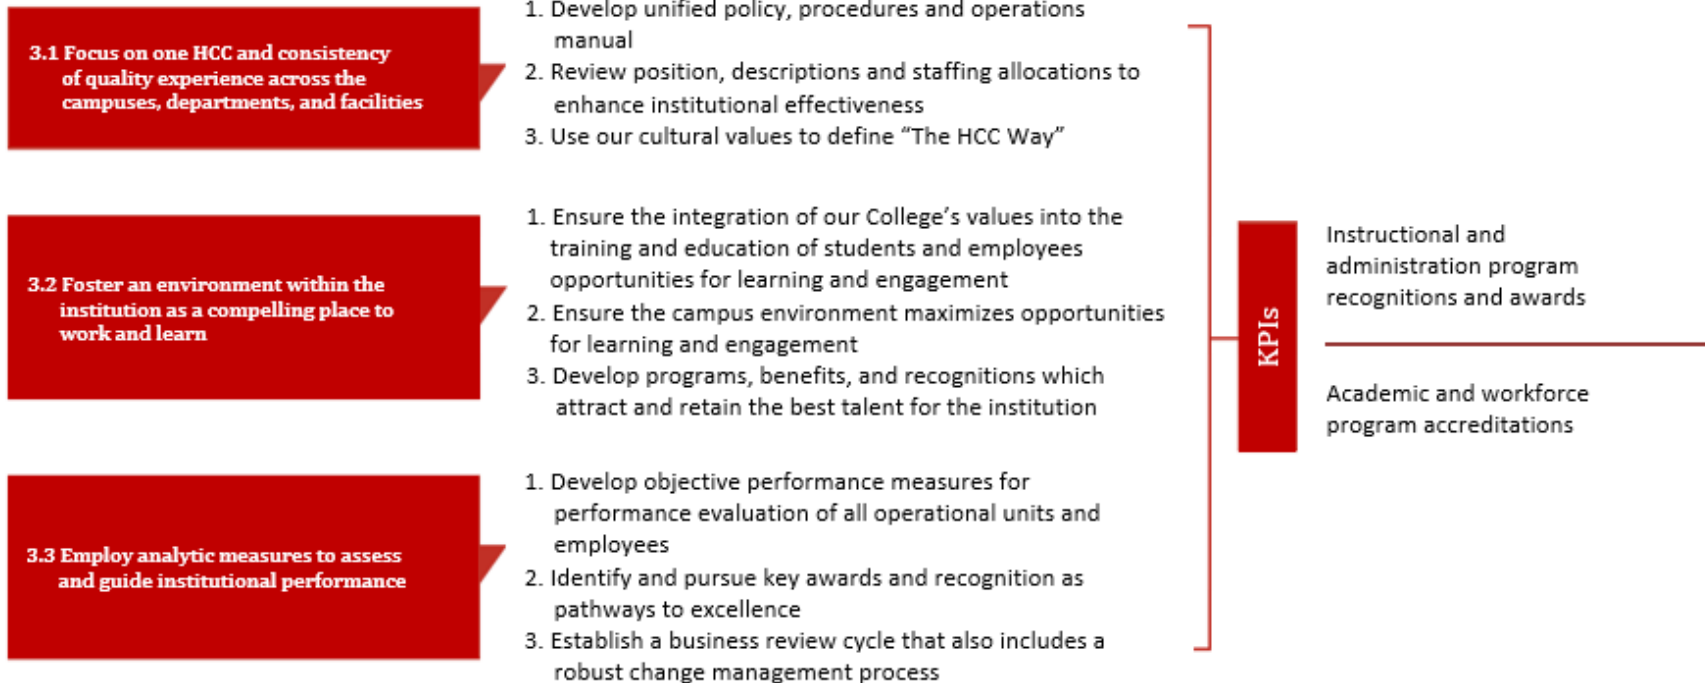 3.1 Focus on one HCC and consistency
of quality experience across the
campuses, departments, and facilities
1. Develop unified policy, procedures and operations
manual
2. Review position, descriptions and staffing allocations to
enhance institutional effectiveness
3. Use our cultural values to define “The HCC Way”
3.2 Foster an environment within the
institution as a compelling place to
work and learn
1. Ensure the integration of our College’s values into the
training and education of students and employees
opportunities for learning and engagement
2. Ensure the campus environment maximizes opportunities
for learning and engagement
3. Develop programs, benefits, and recognitions which
attract and retain the best talent for the institution
3.3 Employ analytic measures to assess
and guide institutional performance
1. Develop objective performance measures for
performance evaluation of all operational units and
employees
2. Identify and pursue key awards and recognition as
pathways to excellence
3. Establish a business review cycle that also includes a
robust change management process
KPIs
Instructional and
administration program
recognitions and awards
Academic and workforce
program accreditations